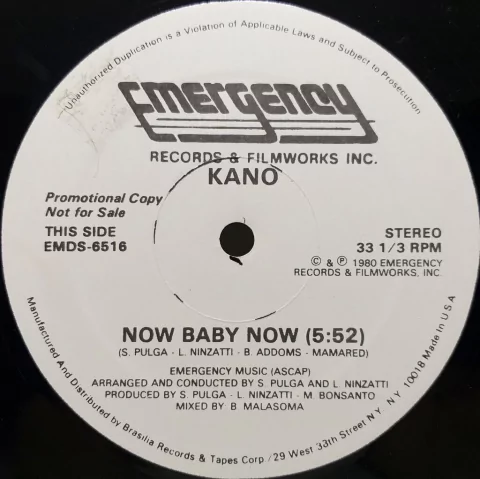 Unauthorized Duplication is a Violation of Applicable Laws and Subject to Prosecution
Emergency
RECORDS & FILMWORKS INC.
KANO
Promotional Copy
Not for Sale
THIS SIDE
EMDS-6516
STEREO
33 1/3 RPM
© & ℗ 1980 EMERGENCY
RECORDS & FILMWORKS, INC.
NOW BABY NOW (5:52)
(S. PULGA - L. NINZATTI - B. ADDOMS - MAMARED)
EMERGENCY MUSIC (ASCAP)
ARRANGED AND CONDUCTED BY S. PULGA AND L. NINZATTI
PRODUCED BY S. PULGA - L. NINZATTI - M. BONSANTO
MIXED BY B. MALASOMA
Manufactured And Distributed by Brasilia Records & Tapes Corp./29 West 33th Street N.Y. N.Y. 10018 Made In U.S.A